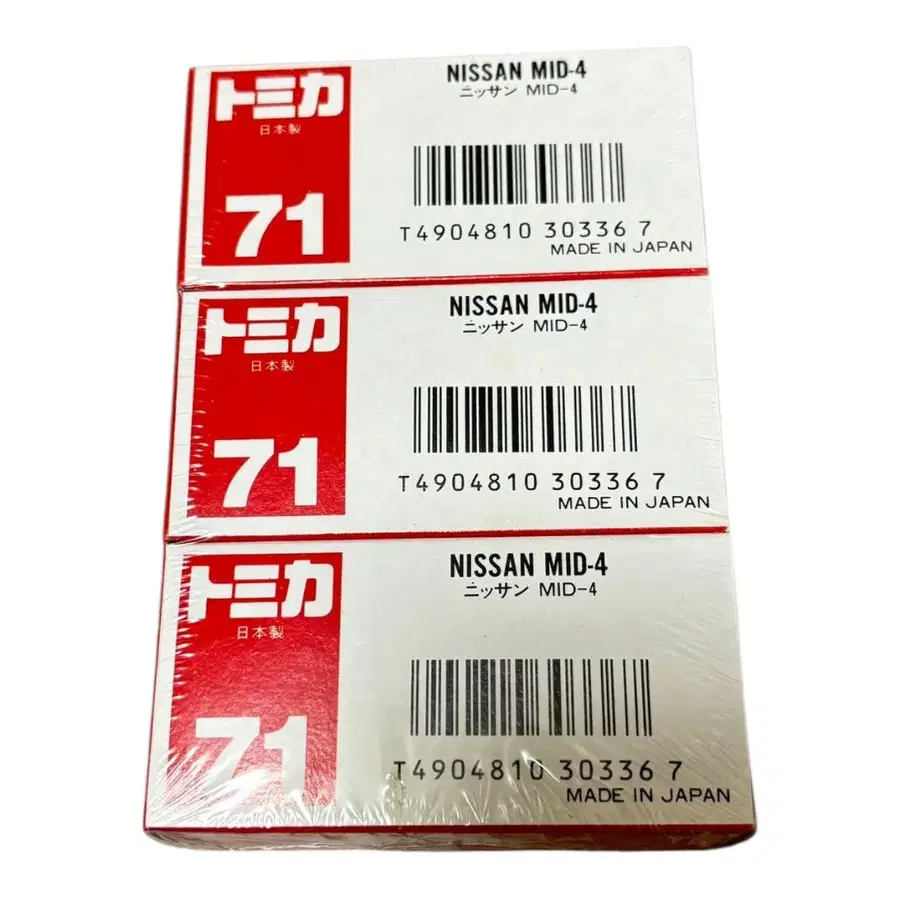 トミカ
日本製
71
NISSAN MID-4
ニッサン MID-4
T4904810 30336 7
MADE IN JAPAN
トミカ
日本製
71
NISSAN MID-4
ニッサン MID-4
T4904810 30336 7
MADE IN JAPAN
トミカ
日本製
71
NISSAN MID-4
ニッサン MID-4
T4904810 30336 7
MADE IN JAPAN